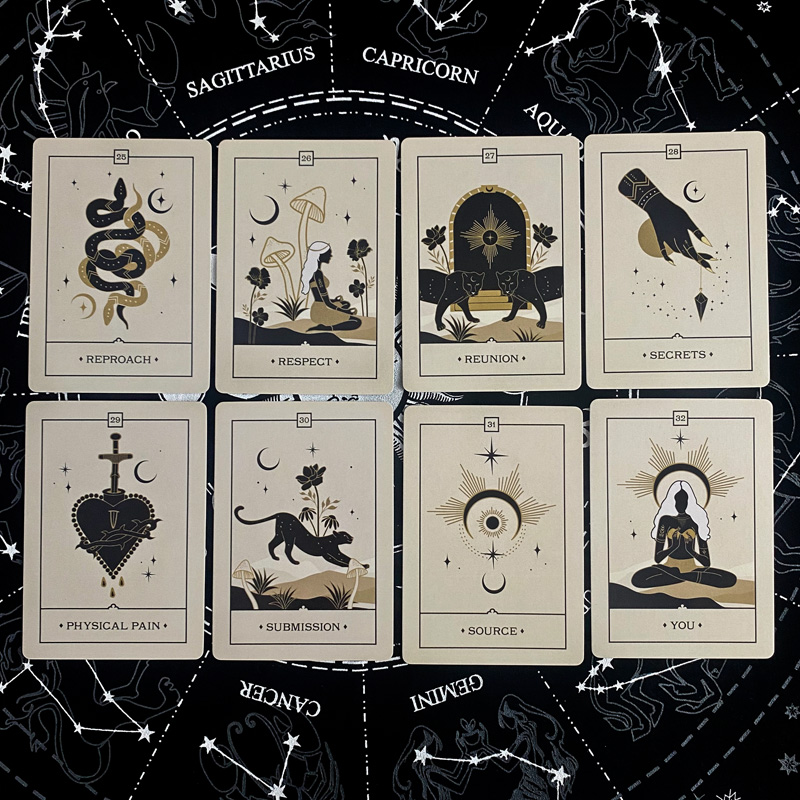 SAGITTARIUS
CAPRICORN
25
REPROACH
26
RESPECT
27
REUNION
28
SECRETS
29
PHYSICAL PAIN
30
SUBMISSION
31
SOURCE
32
YOU
CANCER
GEMINI